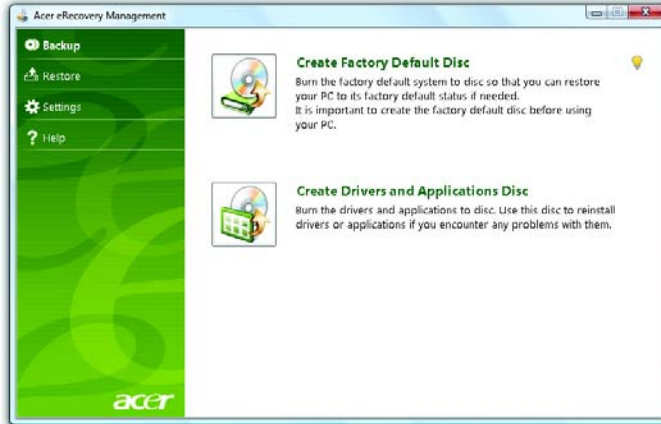 Acer eRecovery Management
Backup
Restore
Settings
? Help
Create Factory Default Disc
Burn the factory default system to disc so that you can restore
your PC to its factory default status if needed.
It is important to create the factory default disc before using
your PC.
Create Drivers and Applications Disc
Burn the drivers and applications to disc. Use this disc to reinstall
drivers or applications if you encounter any problems with them.
acer